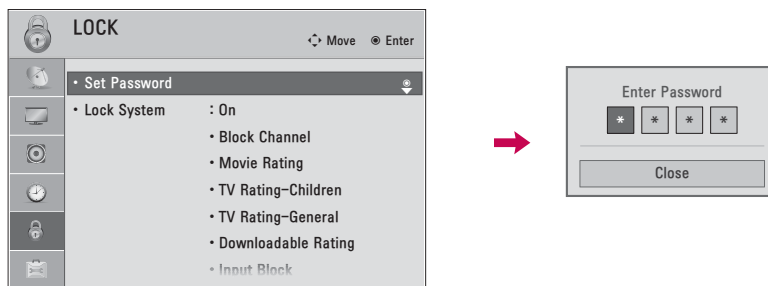 LOCK
Move Enter
• Set Password
• Lock System : On
• Block Channel
• Movie Rating
• TV Rating-Children
• TV Rating-General
• Downloadable Rating
• Input Block
Enter Password
* * * *
Close